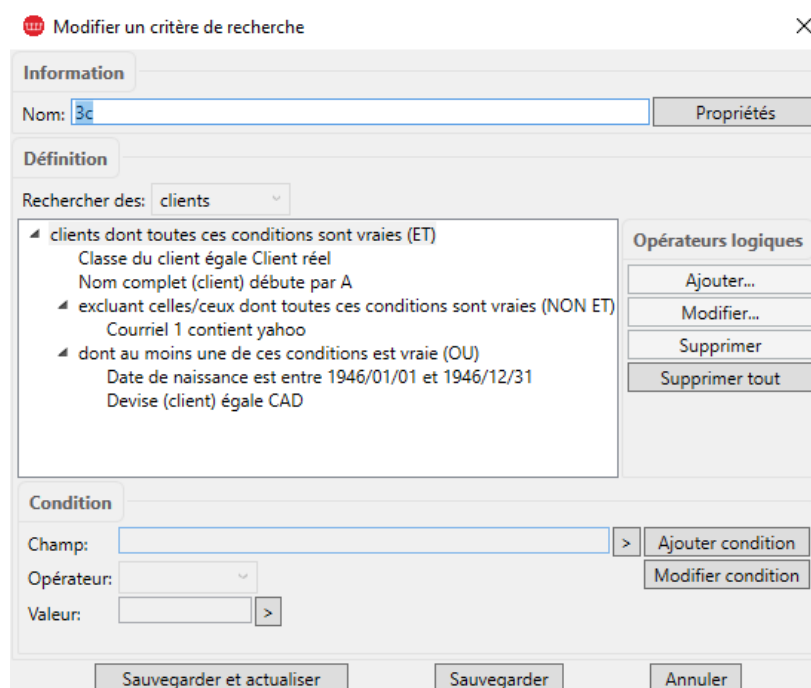 Modifier un critère de recherche
Information
Nom: 3c
Propriétés
Définition
Rechercher des: clients
clients dont toutes ces conditions sont vraies (ET)
Classe du client égale Client réel
Nom complet (client) débute par A
excluant celles/ceux dont toutes ces conditions sont vraies (NON ET)
Courriel 1 contient yahoo
dont au moins une de ces conditions est vraie (OU)
Date de naissance est entre 1946/01/01 et 1946/12/31
Devise (client) égale CAD
Opérateurs logiques
Ajouter...
Modifier...
Supprimer
Supprimer tout
Condition
Champ: > Ajouter condition
Opérateur: Modifier condition
Valeur: >
Sauvegarder et actualiser Sauvegarder Annuler